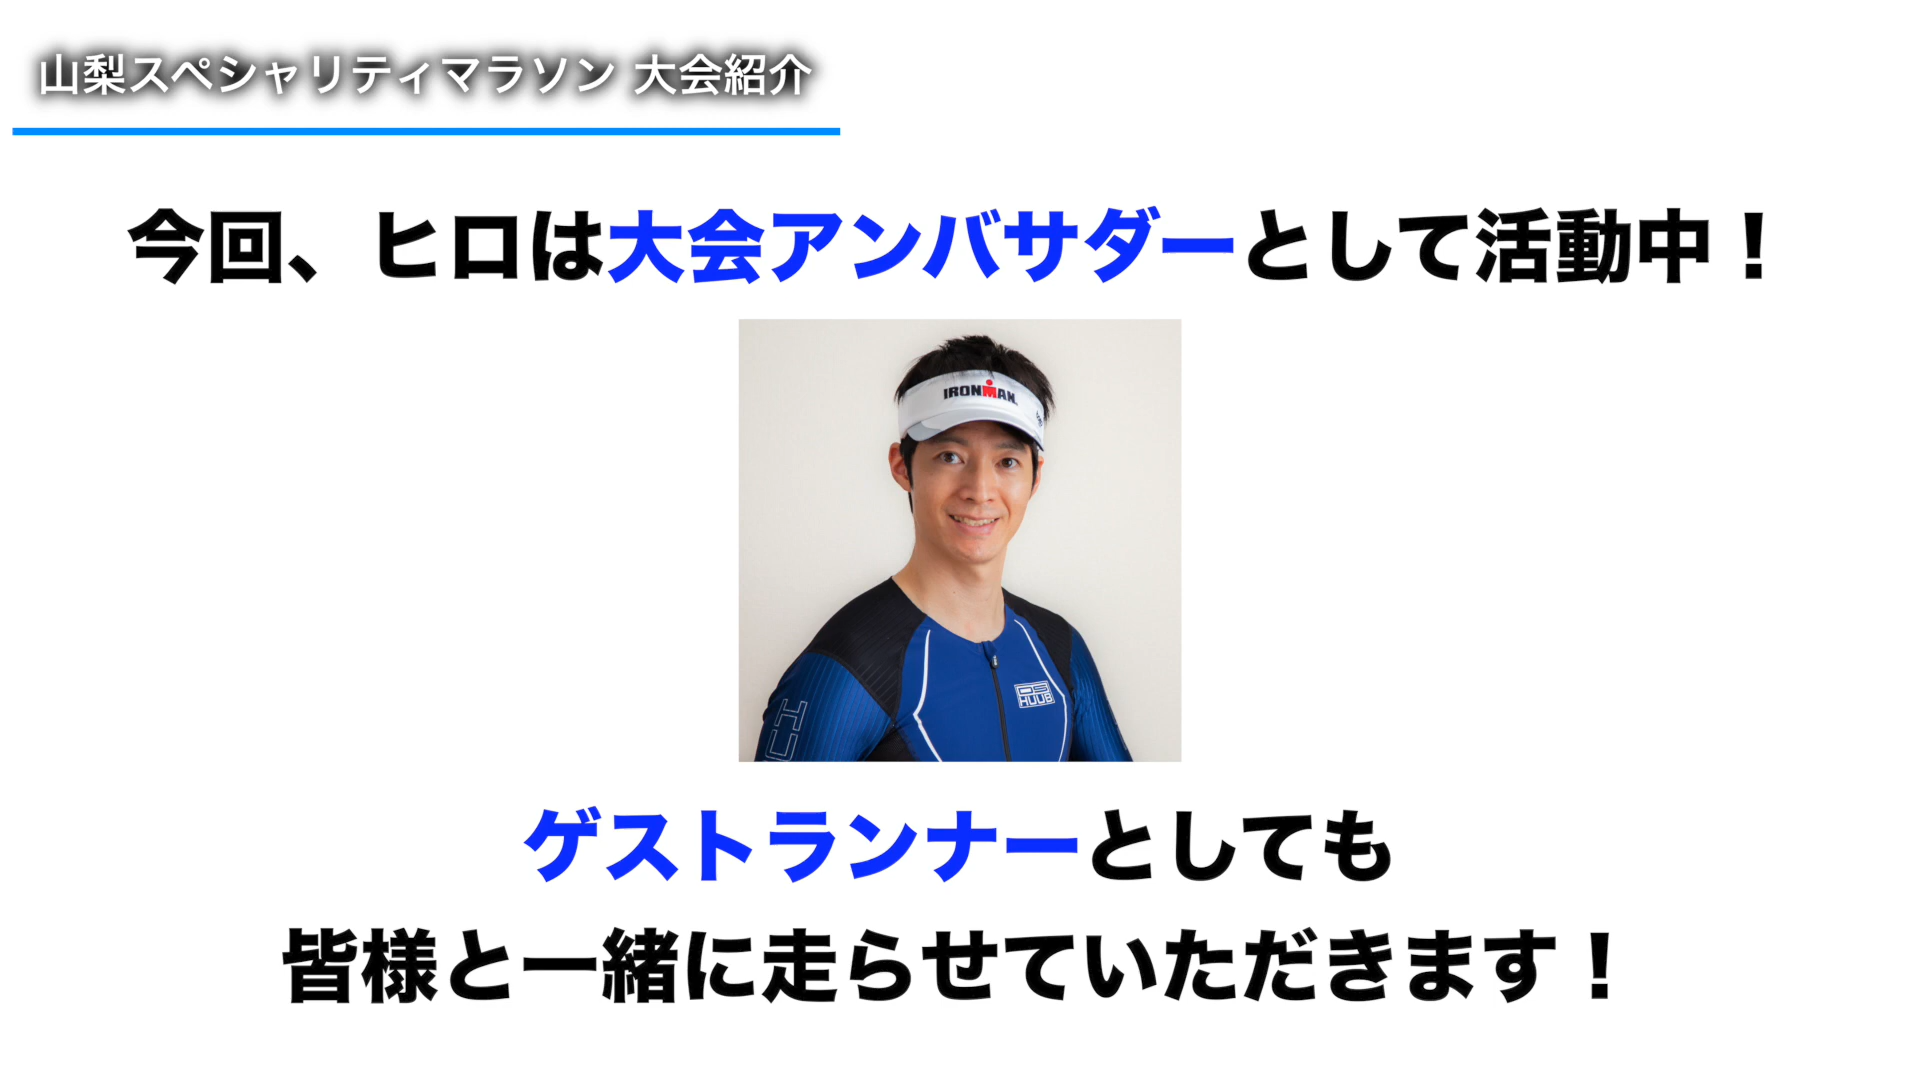 山梨スペシャリティマラソン 大会紹介
今回、ヒロは大会アンバサダーとして活動中！
IRONMAN
HUUB
HU
ゲストランナーとしても
皆様と一緒に走らせていただきます！